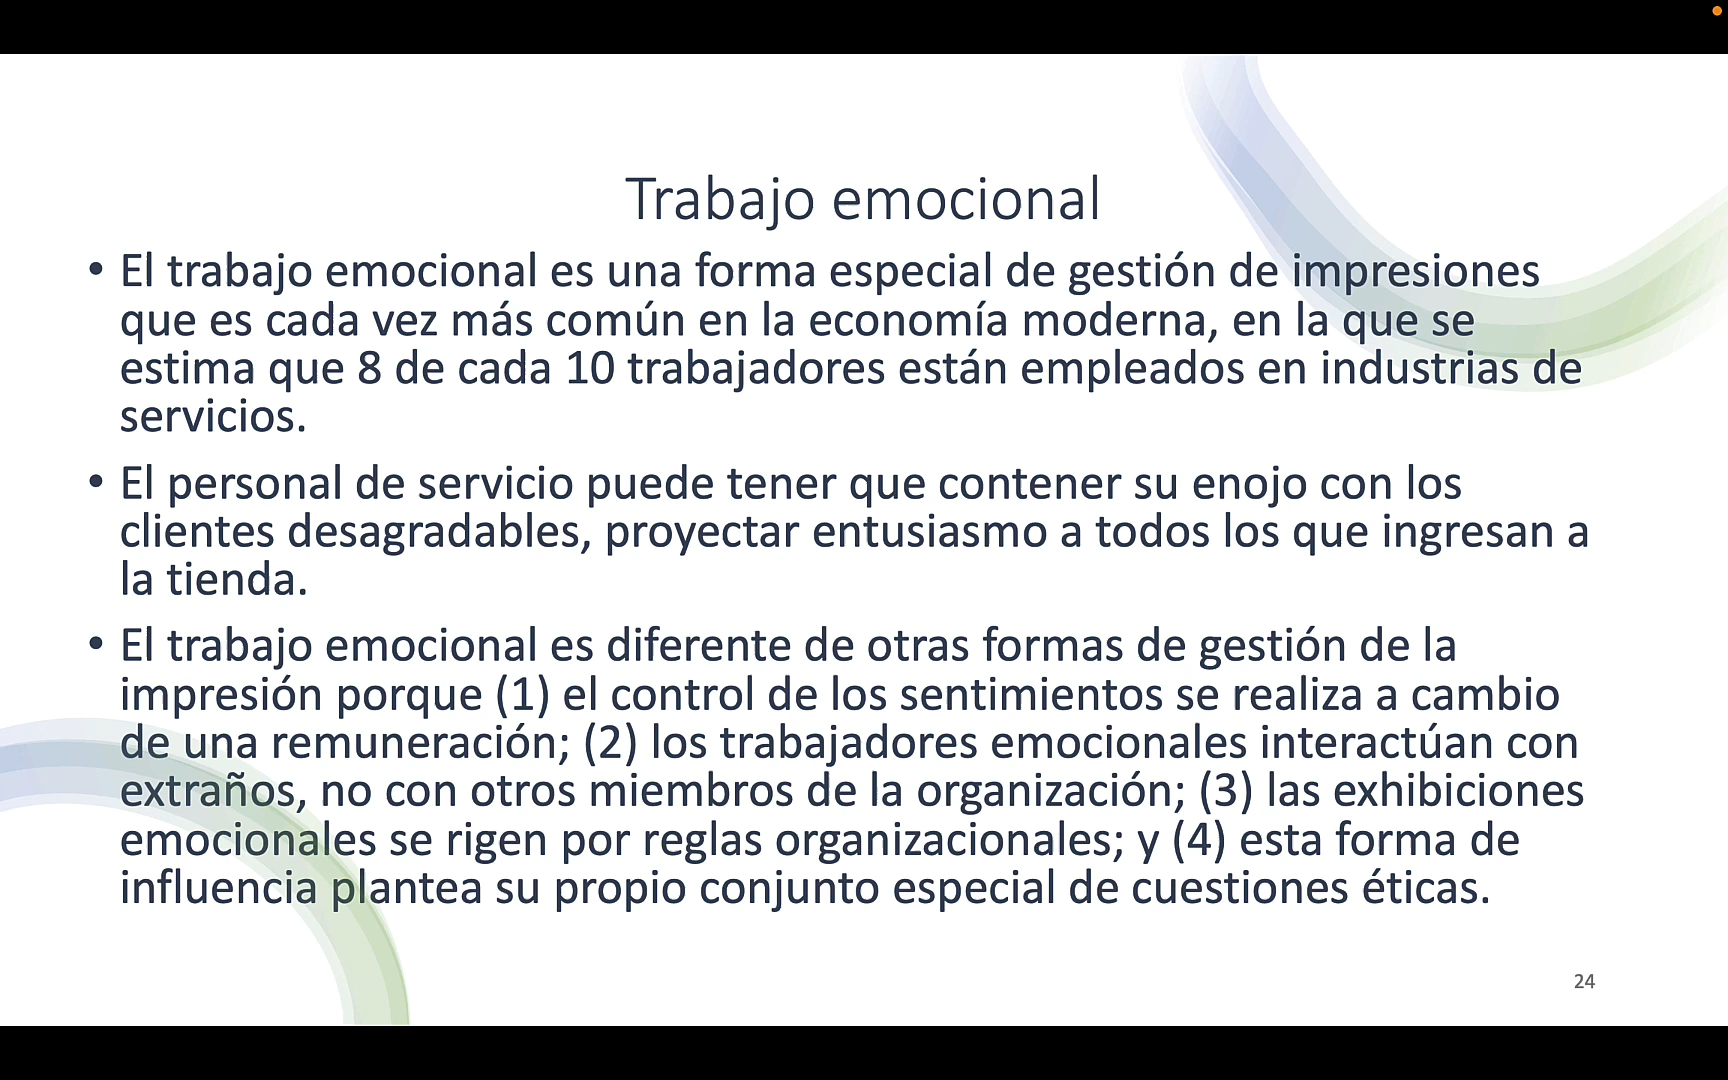 Trabajo emocional
• El trabajo emocional es una forma especial de gestión de impresiones
que es cada vez más común en la economía moderna, en la que se
estima que 8 de cada 10 trabajadores están empleados en industrias de
servicios.
• El personal de servicio puede tener que contener su enojo con los
clientes desagradables, proyectar entusiasmo a todos los que ingresan a
la tienda.
• El trabajo emocional es diferente de otras formas de gestión de la
impresión porque (1) el control de los sentimientos se realiza a cambio
de una remuneración; (2) los trabajadores emocionales interactúan con
extraños, no con otros miembros de la organización; (3) las exhibiciones
emocionales se rigen por reglas organizacionales; y (4) esta forma de
influencia plantea su propio conjunto especial de cuestiones éticas.
24